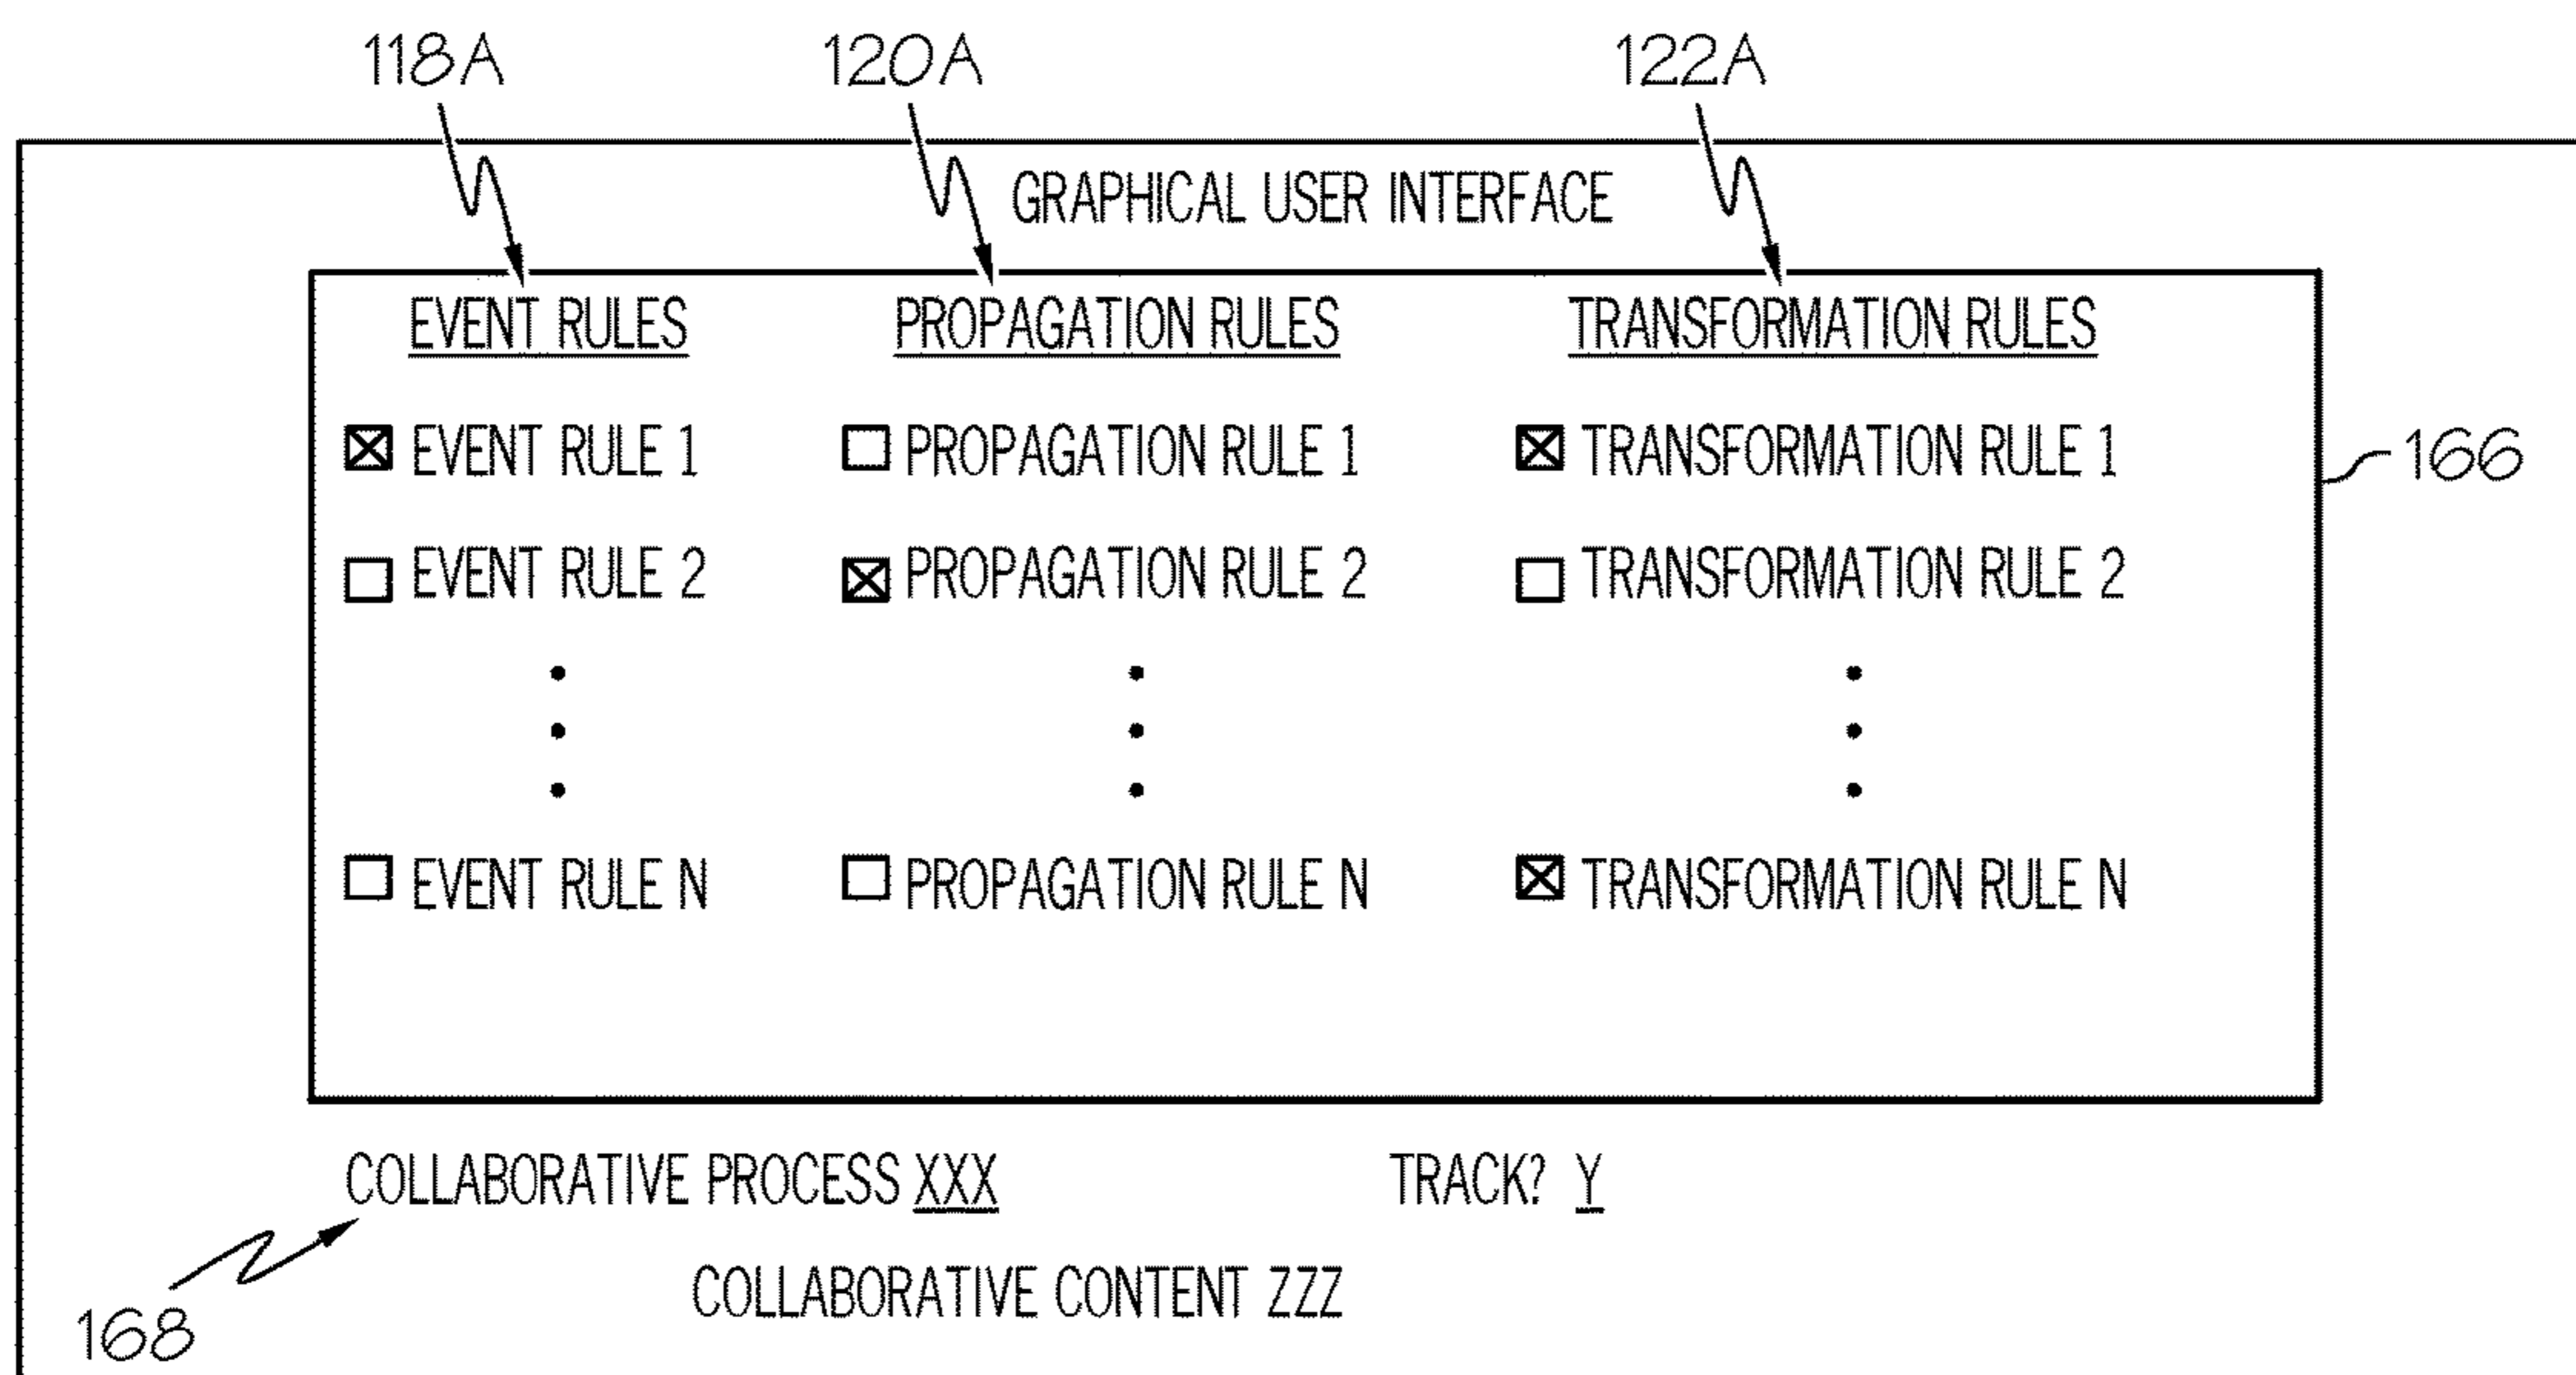 118A 120A 122A
GRAPHICAL USER INTERFACE
EVENT RULES PROPAGATION RULES TRANSFORMATION RULES
EVENT RULE 1 PROPAGATION RULE 1 TRANSFORMATION RULE 1
166
EVENT RULE 2 PROPAGATION RULE 2 TRANSFORMATION RULE 2
EVENT RULE N PROPAGATION RULE N TRANSFORMATION RULE N
COLLABORATIVE PROCESS XXX TRACK? Y
COLLABORATIVE CONTENT ZZZ
168